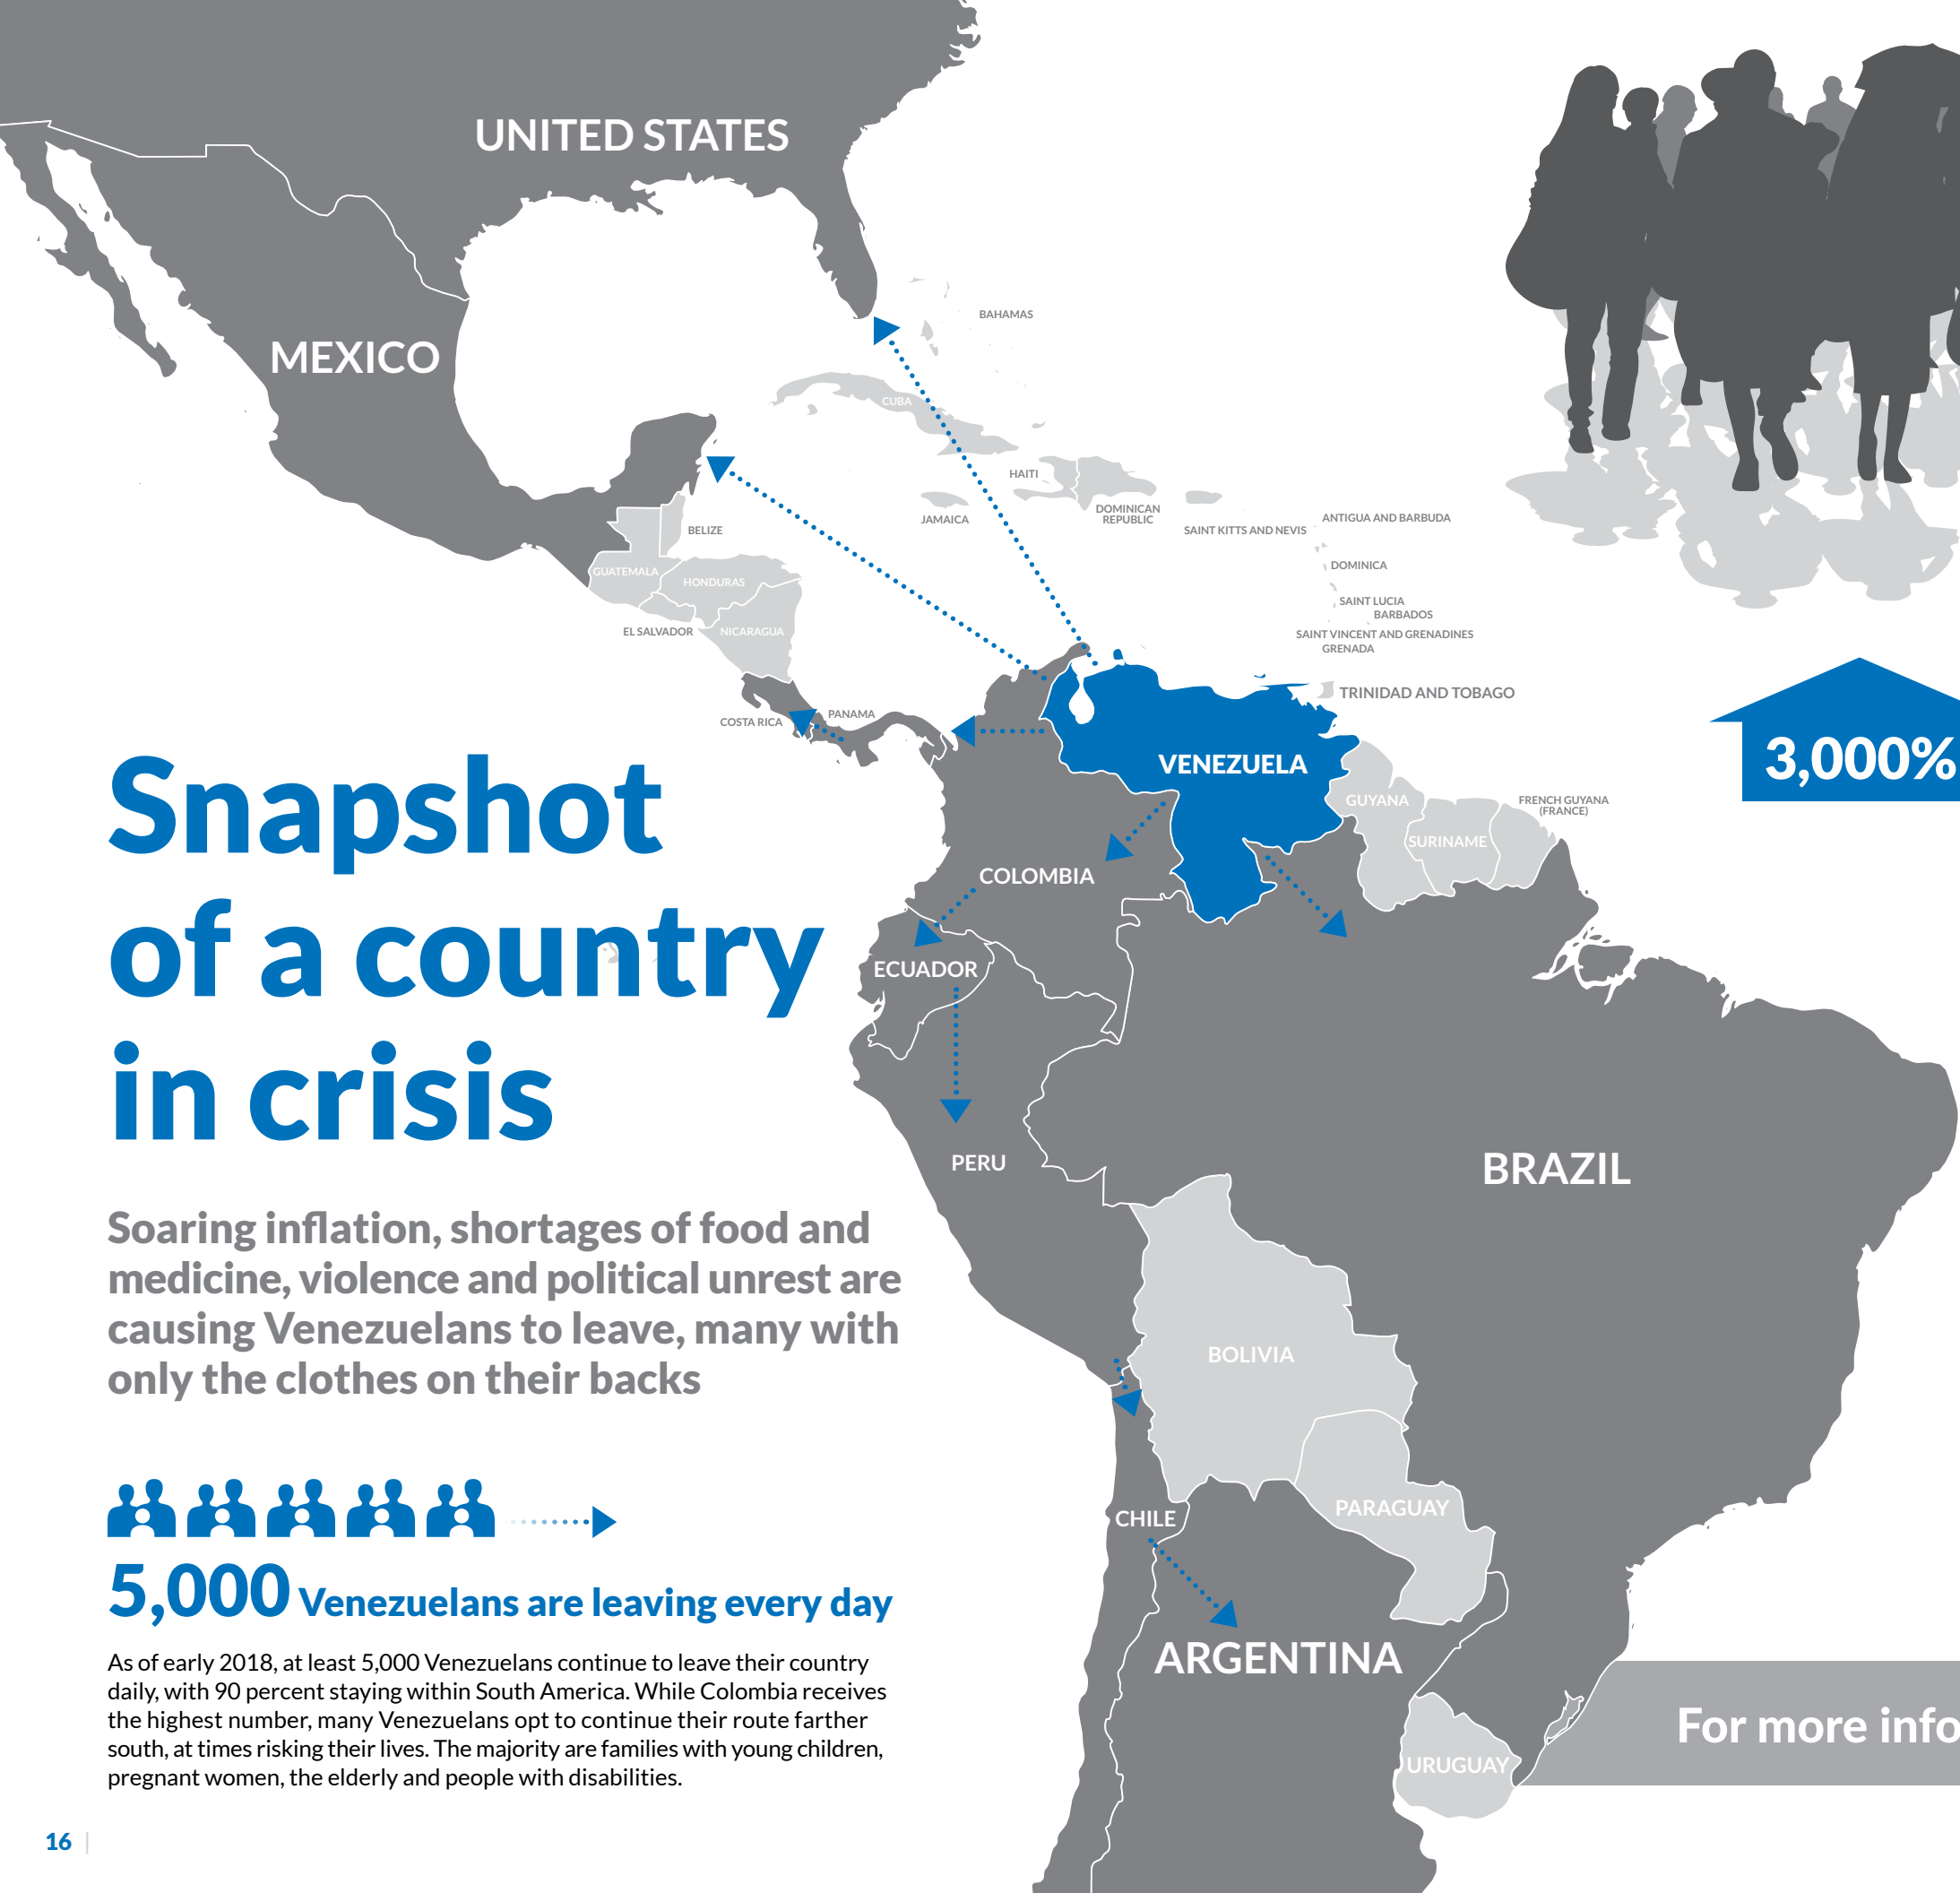 UNITED STATES
MEXICO
BAHAMAS
CUBA
HAITI
JAMAICA
DOMINICAN
REPUBLIC
SAINT KITTS AND NEVIS
ANTIGUA AND BARBUDA
BELIZE
DOMINICA
GUATEMALA
HONDURAS
SAINT LUCIA
BARBADOS
EL SALVADOR
NICARAGUA
SAINT VINCENT AND GRENADINES
GRENADA
TRINIDAD AND TOBAGO
COSTA RICA
PANAMA
VENEZUELA
3,000%
GUYANA
FRENCH GUYANA
(FRANCE)
SURINAME
COLOMBIA
ECUADOR
PERU
BRAZIL
BOLIVIA
PARAGUAY
CHILE
ARGENTINA
URUGUAY
Snapshot
of a country
in crisis
Soaring inflation, shortages of food and
medicine, violence and political unrest are
causing Venezuelans to leave, many with
only the clothes on their backs
5,000 Venezuelans are leaving every day
As of early 2018, at least 5,000 Venezuelans continue to leave their country
daily, with 90 percent staying within South America. While Colombia receives
the highest number, many Venezuelans opt to continue their route farther
south, at times risking their lives. The majority are families with young children,
pregnant women, the elderly and people with disabilities.
For more info
16 |